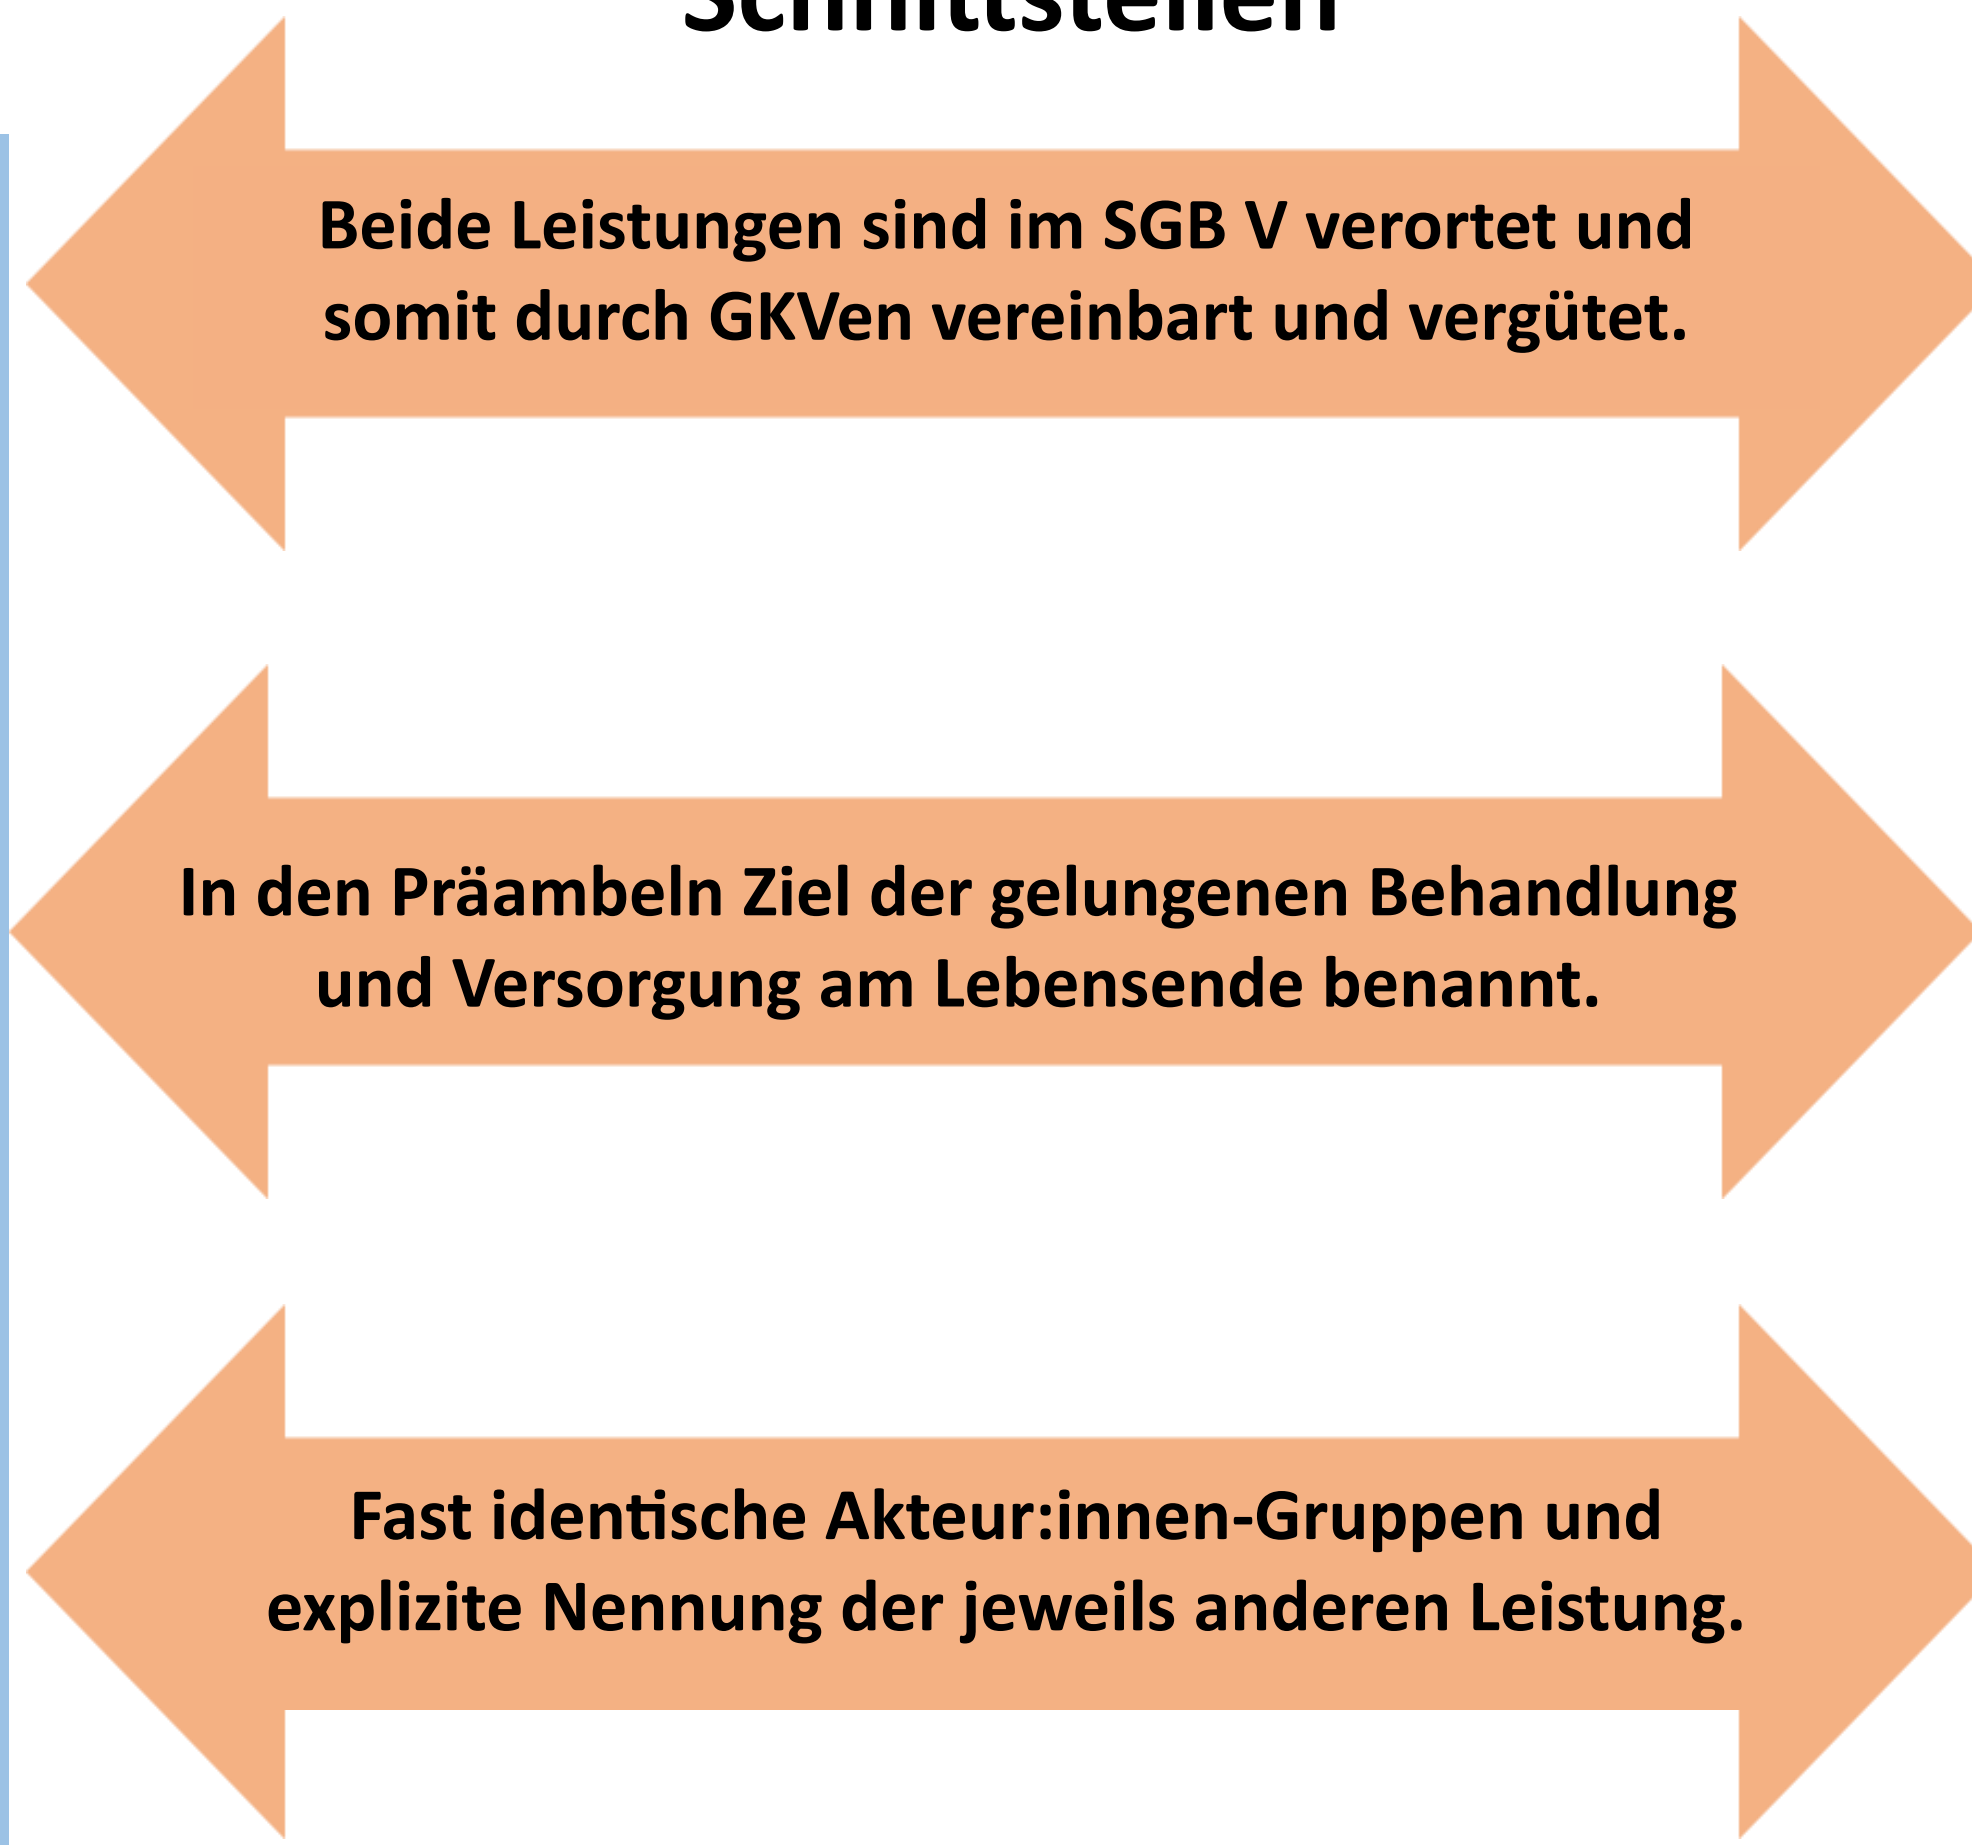 Schnittstellen
Beide Leistungen sind im SGB V verortet und
somit durch GKVen vereinbart und vergütet.
In den Präambeln Ziel der gelungenen Behandlung
und Versorgung am Lebensende benannt.
Fast identische Akteur:innen-Gruppen und
explizite Nennung der jeweils anderen Leistung.